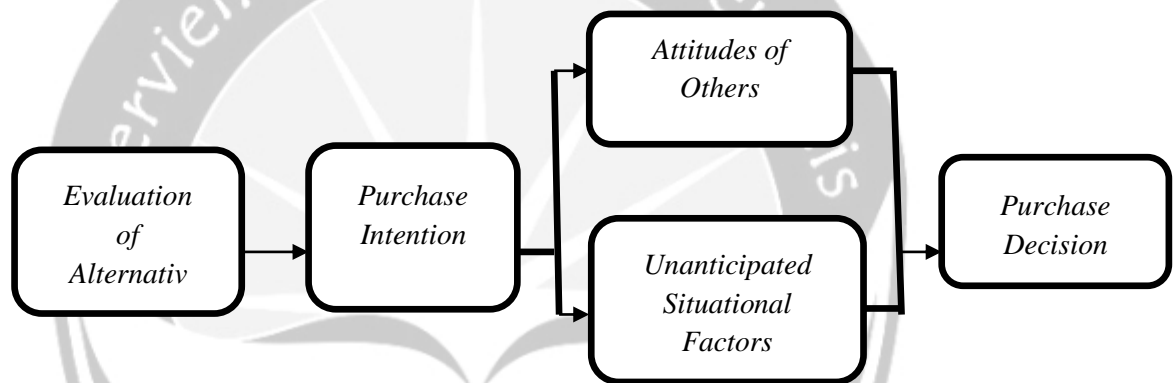 Evaluation
of
Alternativ
Purchase
Intention
Attitudes of
Others
Unanticipated
Situational
Factors
Purchase
Decision